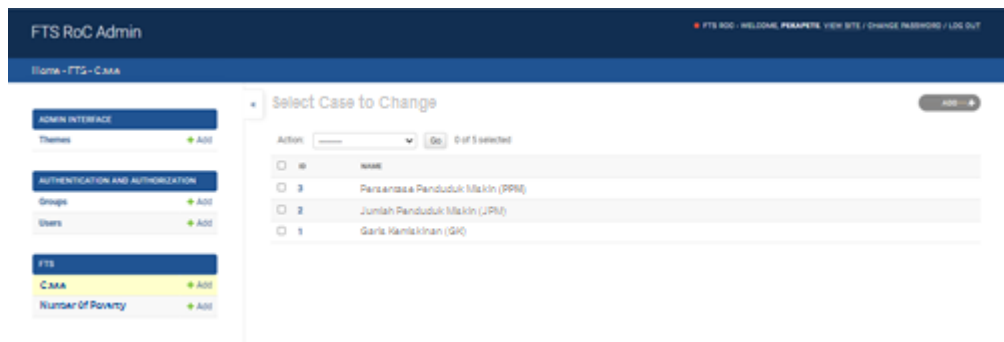 FTS RoC Admin
FTS ROC - WELCOME, PEKAPETE. VIEW SITE / CHANGE PASSWORD / LOG OUT
Home - FTS -
Select Case to Change
ADD +
ADMIN INTERFACE
Themes + Add
Action: ------ Go 0 of 5 selected
ID NAME
AUTHENTICATION AND AUTHORIZATION
3 Persentase Penduduk Miskin (PPM)
Groups + Add
2 Jumlah Penduduk Miskin (JPM)
Users + Add
1 Garis Kemiskinan (GK)
FTS
+ Add
Number Of Poverty + Add